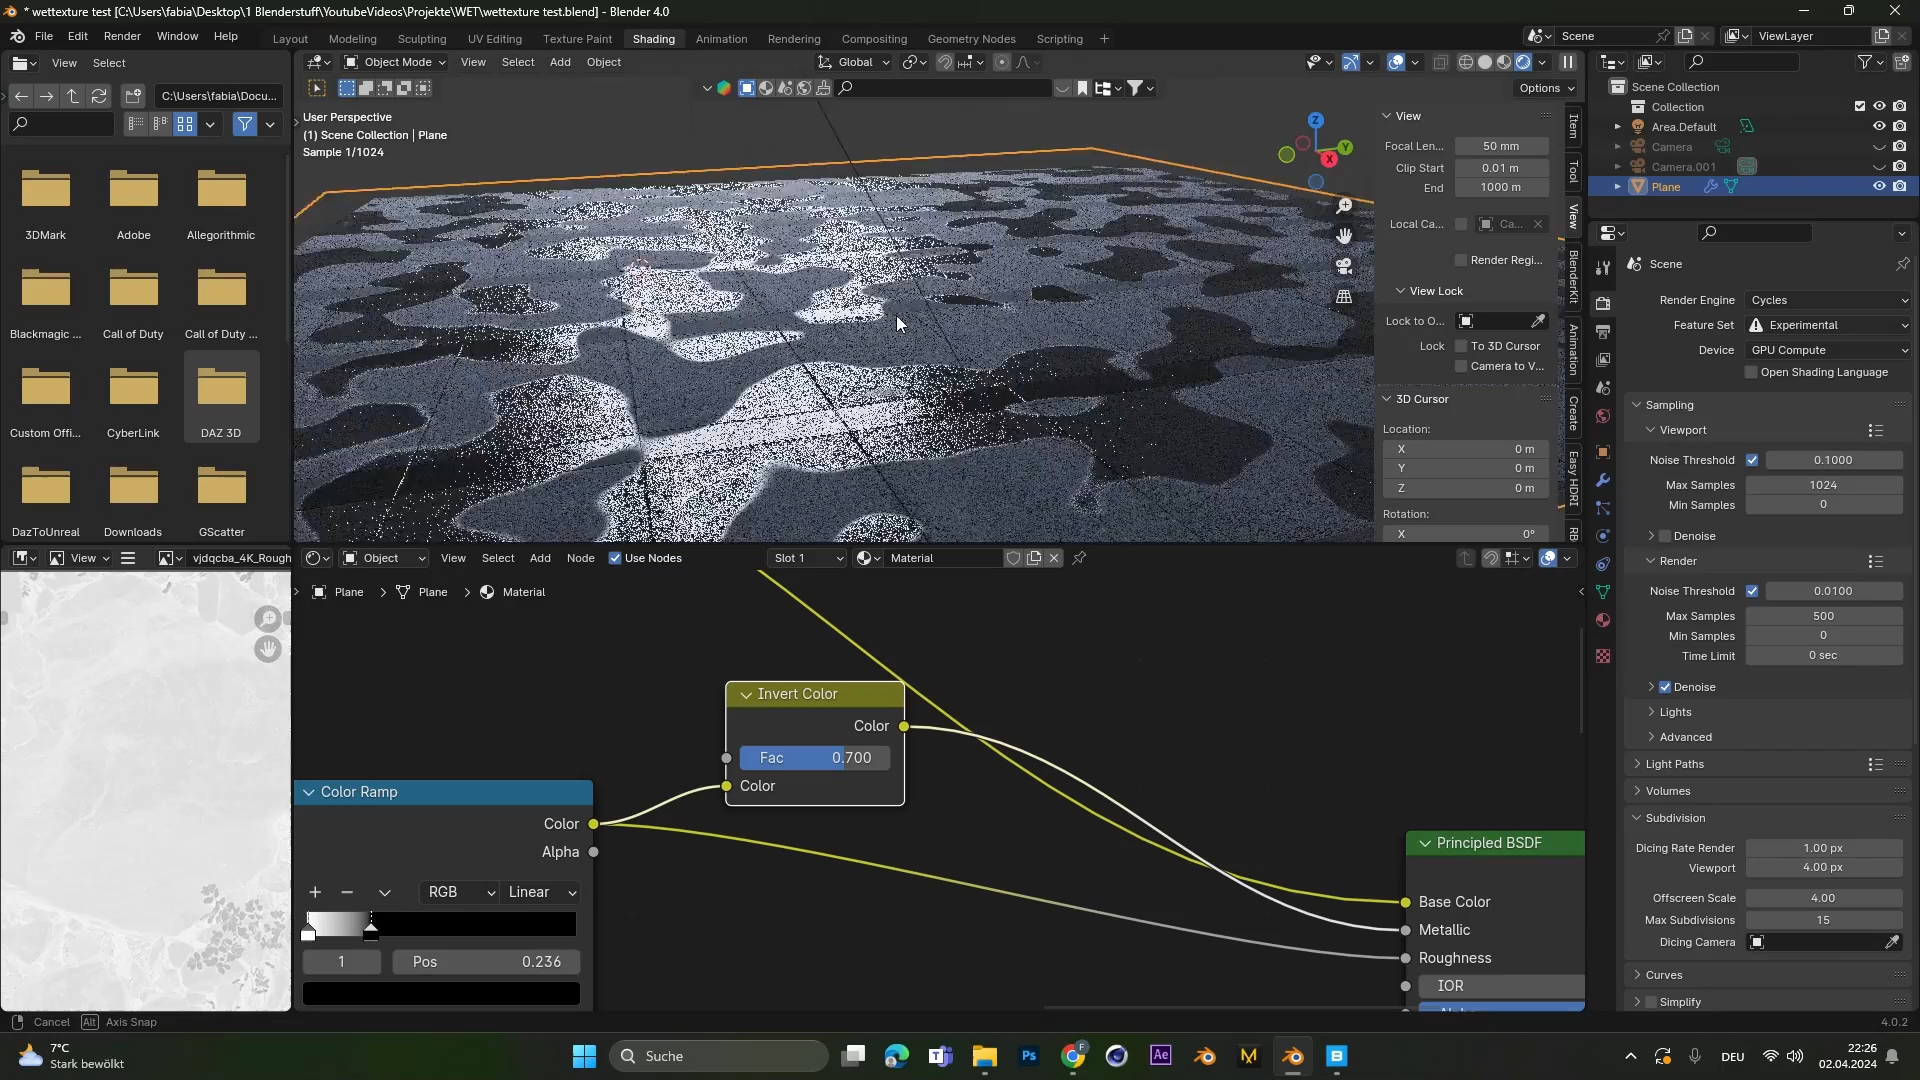 * wettexture test [C:\Users\fabia\Desktop\1 Blenderstuff\YoutubeVideos\Projekte\WET\wettexture test.blend] - Blender 4.0
File Edit Render Window Help
Layout Modeling Sculpting UV Editing Texture Paint Shading Animation Rendering Compositing Geometry Nodes Scripting +
Scene
ViewLayer
View Select
Object Mode View Select Add Object
Global
C:\Users\fabia\Docu...
Options
User Perspective
(1) Scene Collection | Plane
Sample 1/1024
Z
Y
X
3DMark Adobe Allegorithmic
Blackmagic ... Call of Duty Call of Duty ...
Custom Offi... CyberLink DAZ 3D
DazToUnreal Downloads GScatter
View
Focal Len... 50 mm
Clip Start 0.01 m
End 1000 m
Local Ca... Ca...
Render Regi...
View Lock
Lock to O...
Lock To 3D Cursor
Camera to V...
3D Cursor
Location:
X 0 m
Y 0 m
Z 0 m
Rotation:
X 0°
Item
Tool
View
BlenderKit
Animation
Create
Easy HDRI
RB
Scene Collection
Collection
Area.Default
Camera
Camera.001
Plane
Scene
Render Engine Cycles
Feature Set Experimental
Device GPU Compute
Open Shading Language
Sampling
Viewport
Noise Threshold 0.1000
Max Samples 1024
Min Samples 0
Denoise
Render
Noise Threshold 0.0100
Max Samples 500
Min Samples 0
Time Limit 0 sec
Denoise
Lights
Advanced
Light Paths
Volumes
Subdivision
Dicing Rate Render 1.00 px
Viewport 4.00 px
Offscreen Scale 4.00
Max Subdivisions 15
Dicing Camera
Curves
Simplify
View
vjdqcba_4K_Rough
Object View Select Add Node Use Nodes
Slot 1
Material
Plane > Plane > Material
Invert Color
Color
Fac 0.700
Color
Color Ramp
Color
Alpha
+ − RGB Linear
1 Pos 0.236
Principled BSDF
Base Color
Metallic
Roughness
IOR
Cancel Alt Axis Snap
4.0.2
7°C
Stark bewölkt
Suche
Ps
F
Ae
M
B
DEU
22:26
02.04.2024